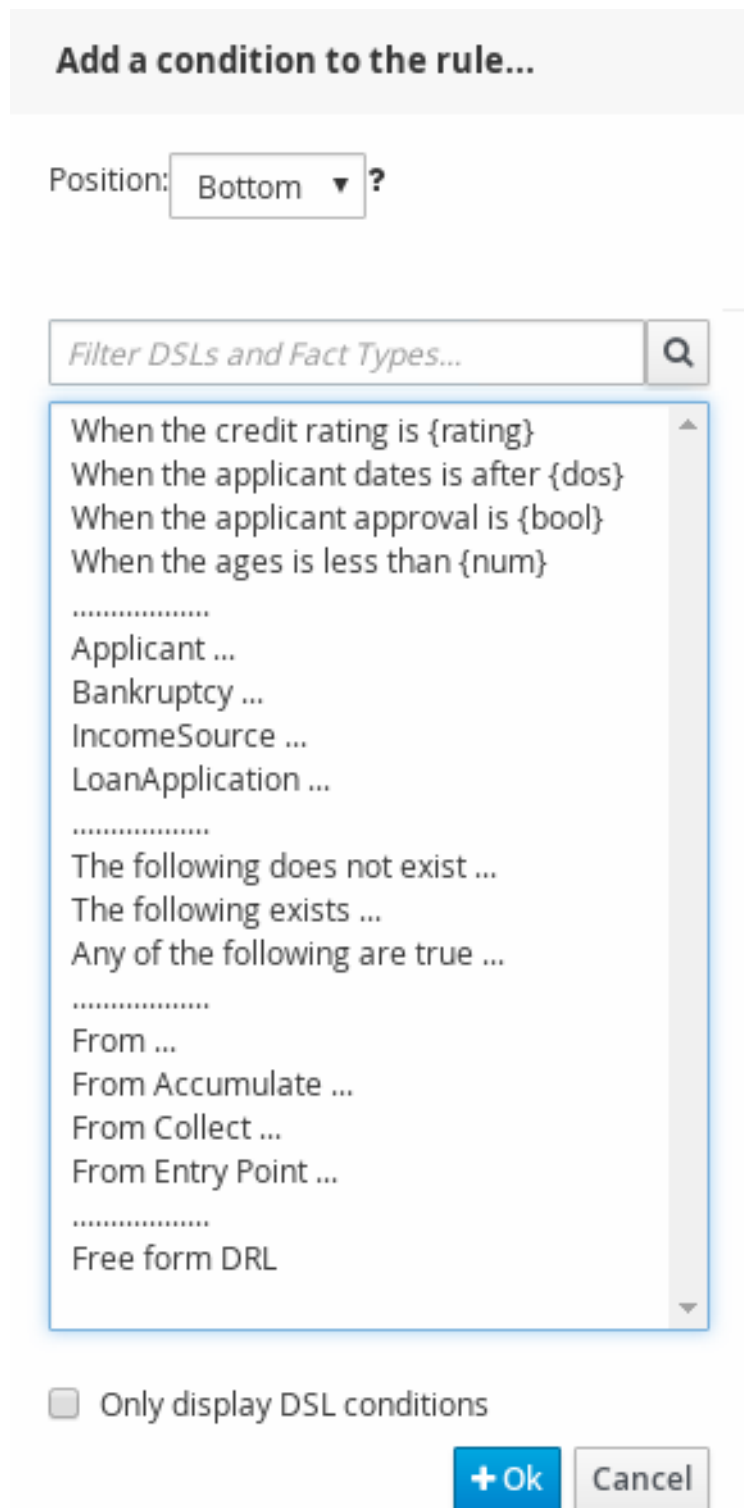 Add a condition to the rule...
Position: Bottom ▼ ?
Filter DSLs and Fact Types...
When the credit rating is {rating}
When the applicant dates is after {dos}
When the applicant approval is {bool}
When the ages is less than {num}
..................
Applicant ...
Bankruptcy ...
IncomeSource ...
LoanApplication ...
..................
The following does not exist ...
The following exists ...
Any of the following are true ...
..................
From ...
From Accumulate ...
From Collect ...
From Entry Point ...
..................
Free form DRL
Only display DSL conditions
+ Ok Cancel